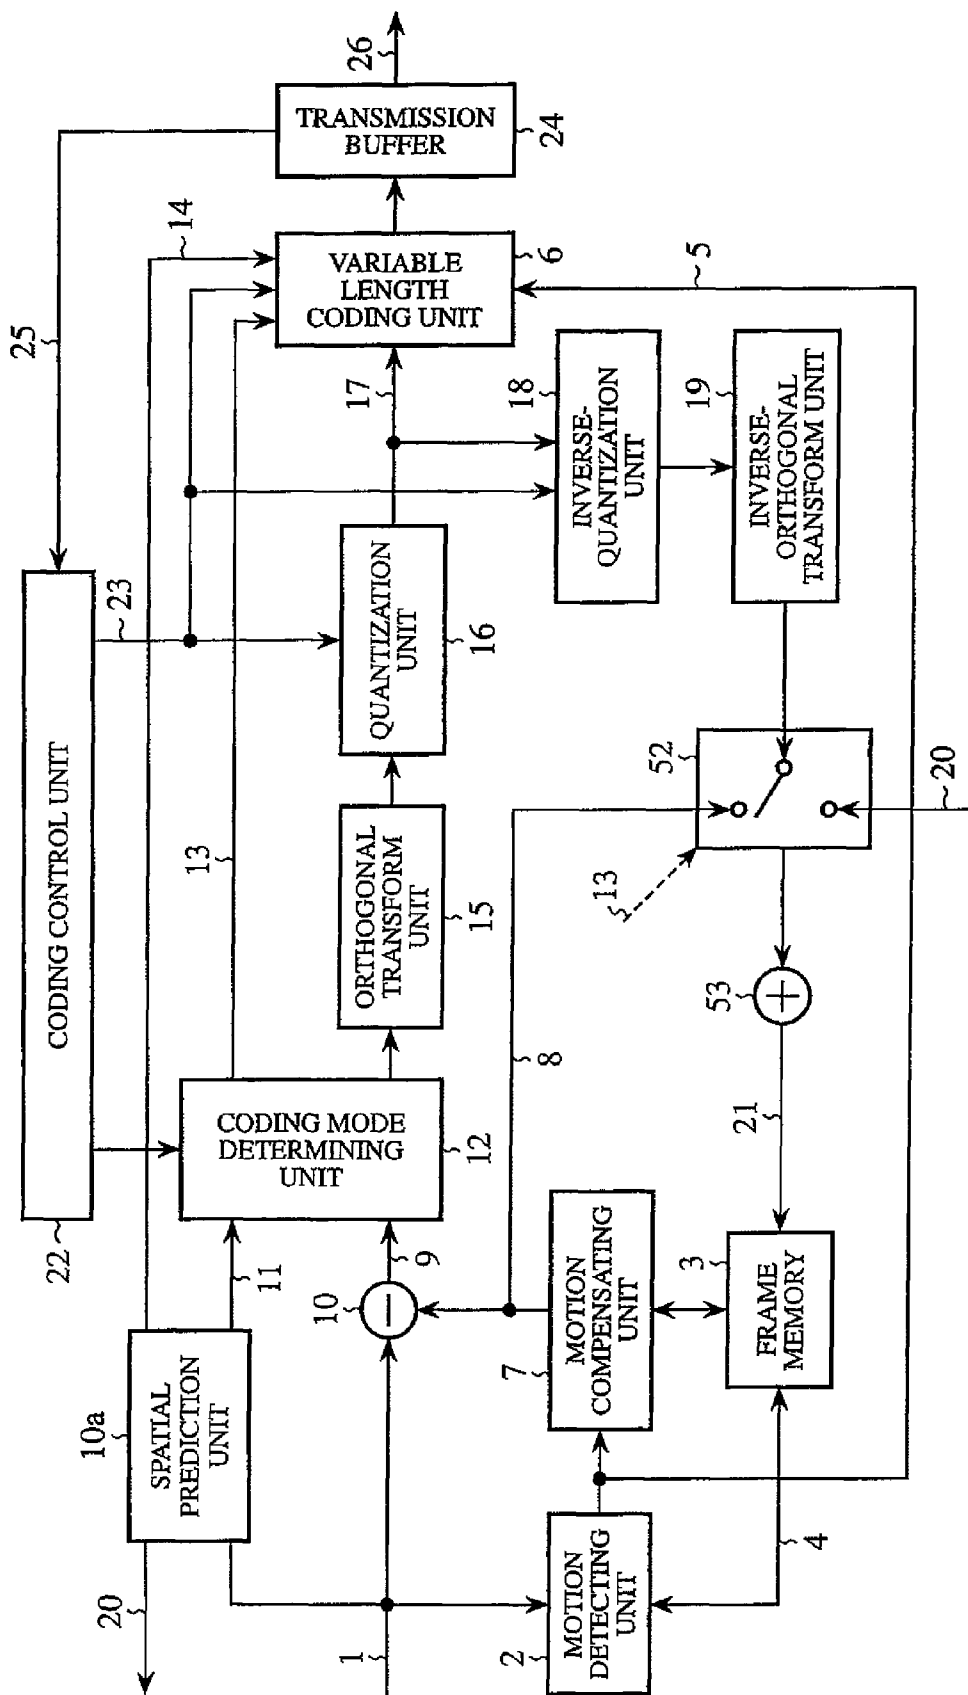 26
TRANSMISSION
BUFFER
24
25
14
VARIABLE
LENGTH
CODING UNIT
6
5
17
18
INVERSE-
QUANTIZATION
UNIT
19
INVERSE-
ORTHOGONAL
TRANSFORM UNIT
CODING CONTROL UNIT
22
23
13
QUANTIZATION
UNIT
16
ORTHOGONAL
TRANSFORM
UNIT
15
52
20
13
53
8
21
CODING MODE
DETERMINING
UNIT
12
11
9
10
MOTION
COMPENSATING
UNIT
7
3
FRAME
MEMORY
10a
SPATIAL
PREDICTION
UNIT
20
1
MOTION
DETECTING
UNIT
2
4